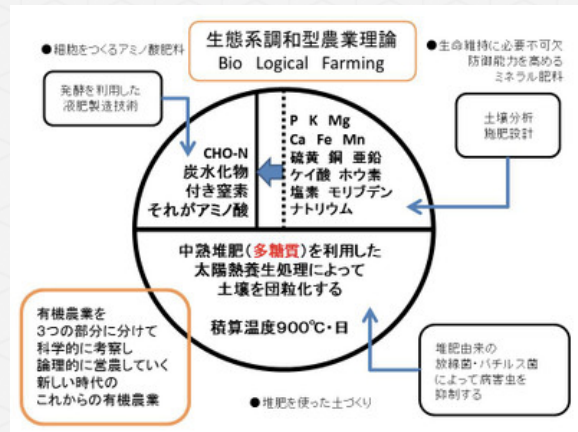 生態系調和型農業理論
Bio Logical Farming
●細胞をつくるアミノ酸肥料
●生命維持に必要不可欠
防御能力を高める
ミネラル肥料
発酵を利用した
液肥製造技術
土壌分析
施肥設計
CHO-N
炭水化物
付き窒素
それがアミノ酸
P K Mg
Ca Fe Mn
硫黄 銅 亜鉛
ケイ酸 ホウ素
塩素 モリブデン
ナトリウム
中熟堆肥(多糖質)を利用した
太陽熱養生処理によって
土壌を団粒化する
積算温度900℃・日
有機農業を
3つの部分に分けて
科学的に考察し
論理的に営農していく
新しい時代の
これからの有機農業
堆肥由来の
放線菌・バチルス菌
によって病害虫を
抑制する
●堆肥を使った土づくり